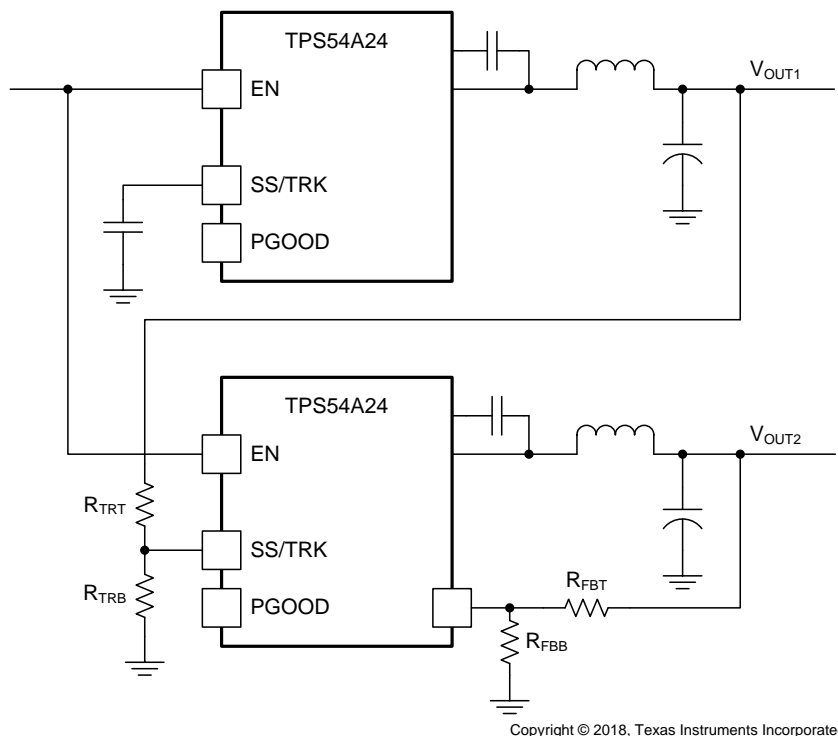 TPS54A24
EN
SS/TRK
PGOOD
VOUT1
TPS54A24
EN
SS/TRK
PGOOD
VOUT2
RTRT
RTRB
RFBT
RFBB
Copyright © 2018, Texas Instruments Incorporate